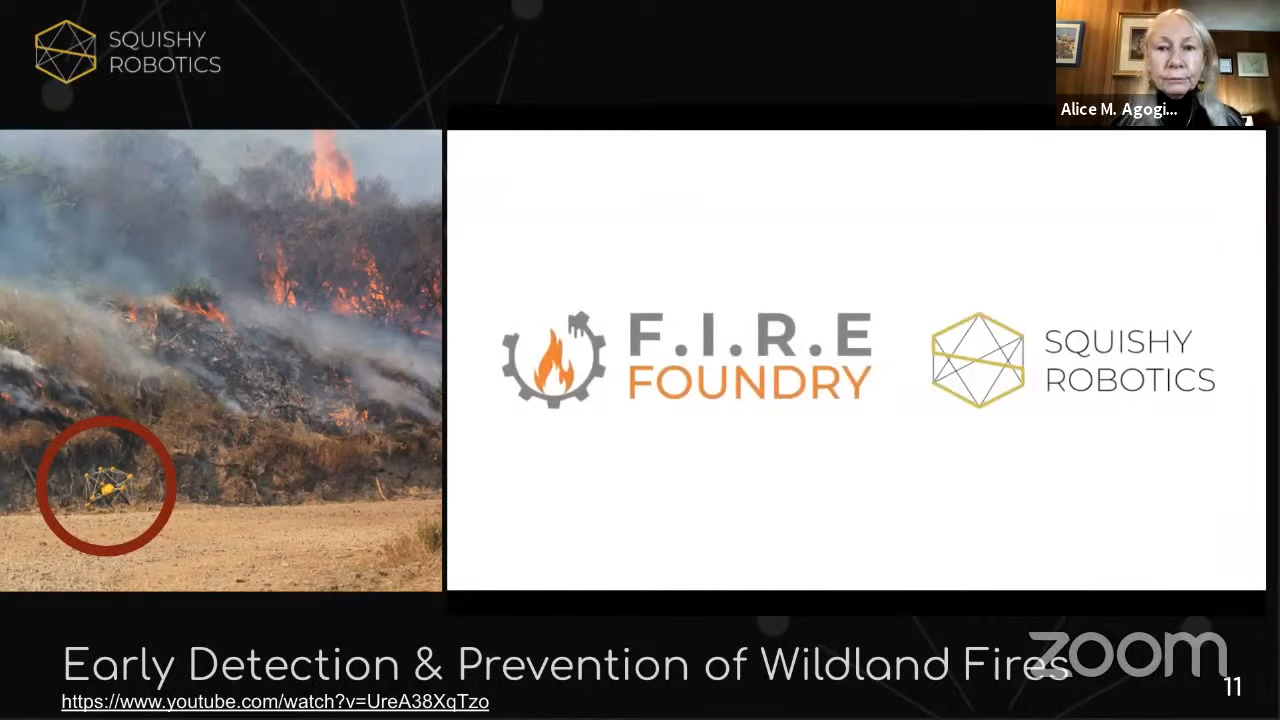 SQUISHY
ROBOTICS
Alice M. Agogi...
F.I.R.E
FOUNDRY
SQUISHY
ROBOTICS
Early Detection & Prevention of Wildland Fires
zoom
https://www.youtube.com/watch?v=UreA38XqTzo
11